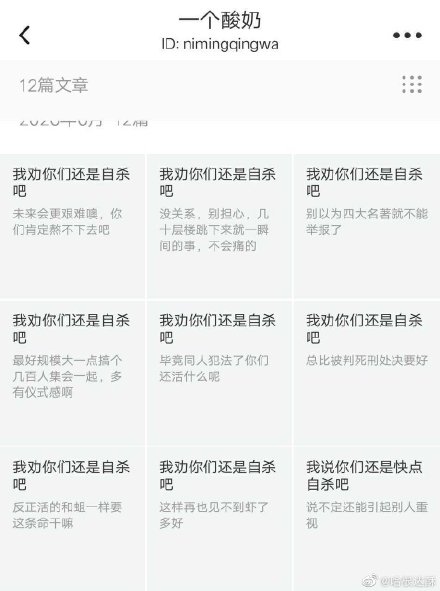 一个酸奶
ID: nimingqingwa
12篇文章
我劝你们还是自杀
吧
未来会更艰难噢，你
们肯定熬不下去吧
我劝你们还是自杀
吧
没关系，别担心，几
十层楼跳下来就一瞬
间的事，不会痛的
我劝你们还是自杀
吧
别以为四大名著就不能
举报了
我劝你们还是自杀
吧
最好规模大一点搞个
几百人集会一起，多
有仪式感啊
我劝你们还是自杀
吧
毕竟同人犯法了你们
还活什么呢
我劝你们还是自杀
吧
总比被判死刑处决要好
我劝你们还是自杀
吧
反正活的和蛆一样要
这条命干嘛
我劝你们还是自杀
吧
这样再也见不到虾了
多好
我说你们还是快点
自杀吧
说不定还能引起别人重
视